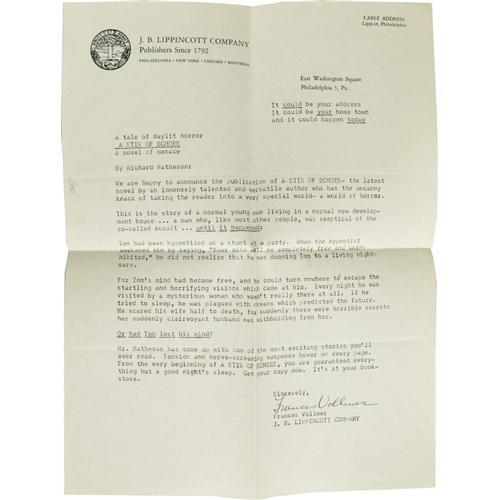 J. B. LIPPINCOTT COMPANY
Publishers Since 1792
PHILADELPHIA • NEW YORK • CHICAGO • MONTREAL
CABLE ADDRESS
Lippcot, Philadelphia
East Washington Square
Philadelphia 5, Pa.
It could be your address
It could be your home town
And it could happen today
A tale of daylit horror
A STIR OF ECHOES
A novel of menace
By Richard Matheson:
We are happy to announce the publication of A STIR OF ECHOES- the latest
novel by an immensely talented and versatile author who has the uncanny
knack of taking the reader into a very special world- a world of horror.
This is the story of a normal young man living in a normal new develop-
ment house ... a man who, like most other people, was skeptical of the
so-called occult ... until it happened:
Tom had been hypnotized as a stunt at a party. When the hypnotist
awakened him by saying, "Your mind will be completely free and unin-
hibited," he did not realize that he was dooming Tom to a living night-
mare.
For Tom's mind had become free, and he could turn nowhere to escape the
startling and horrifying visions which came at him. Every night he was
visited by a mysterious woman who wasn't really there at all. If he
tried to sleep, he was plagued with dreams which predicted the future.
He scared his wife half to death, for suddenly there were horrible secrets
her suddenly clairvoyant husband was withholding from her.
Or had Tom lost his mind?
Mr. Matheson has come up with one of the most exciting stories you'll
ever read. Tension and nerve-screaming suspense hover on every page.
From the very beginning of A STIR OF ECHOES, you are guaranteed every-
thing but a good night's sleep. Get your copy now. It's at your book-
store.
Sincerely,
Frances Vollmer
Frances Vollmer
J. B. LIPPINCOTT COMPANY